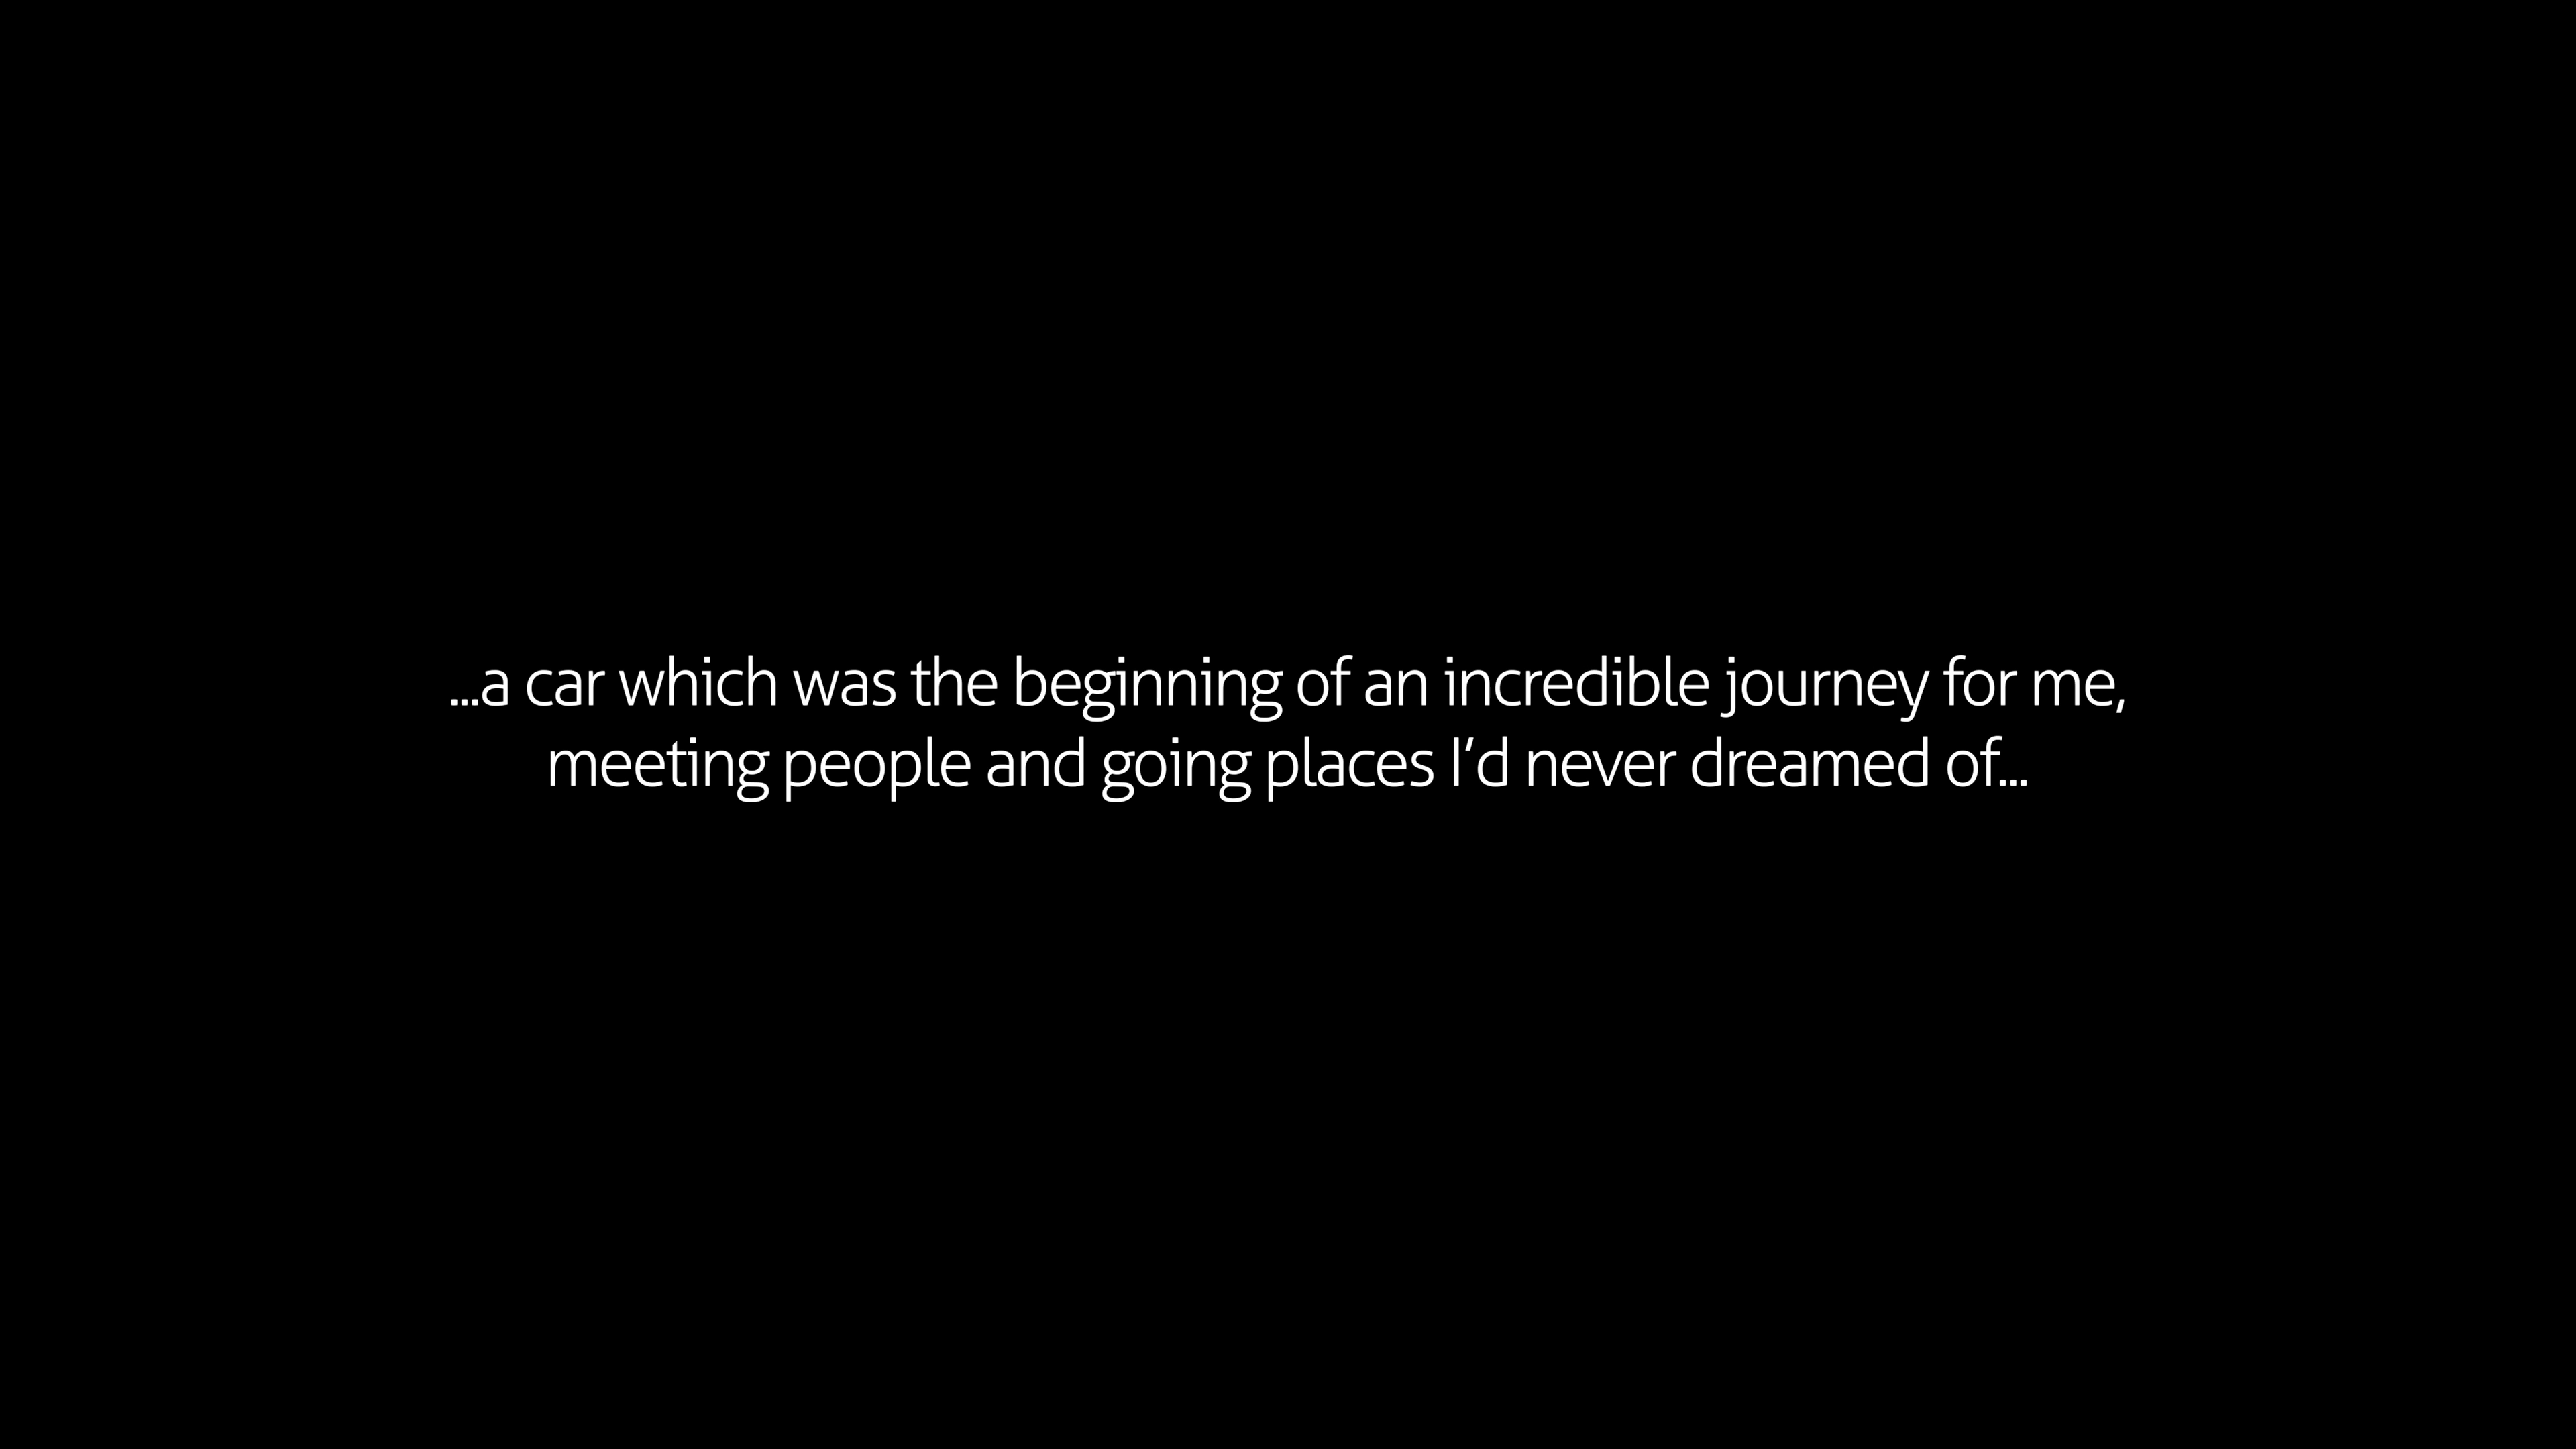 ...a car which was the beginning of an incredible journey for me,
meeting people and going places I‘d never dreamed of...